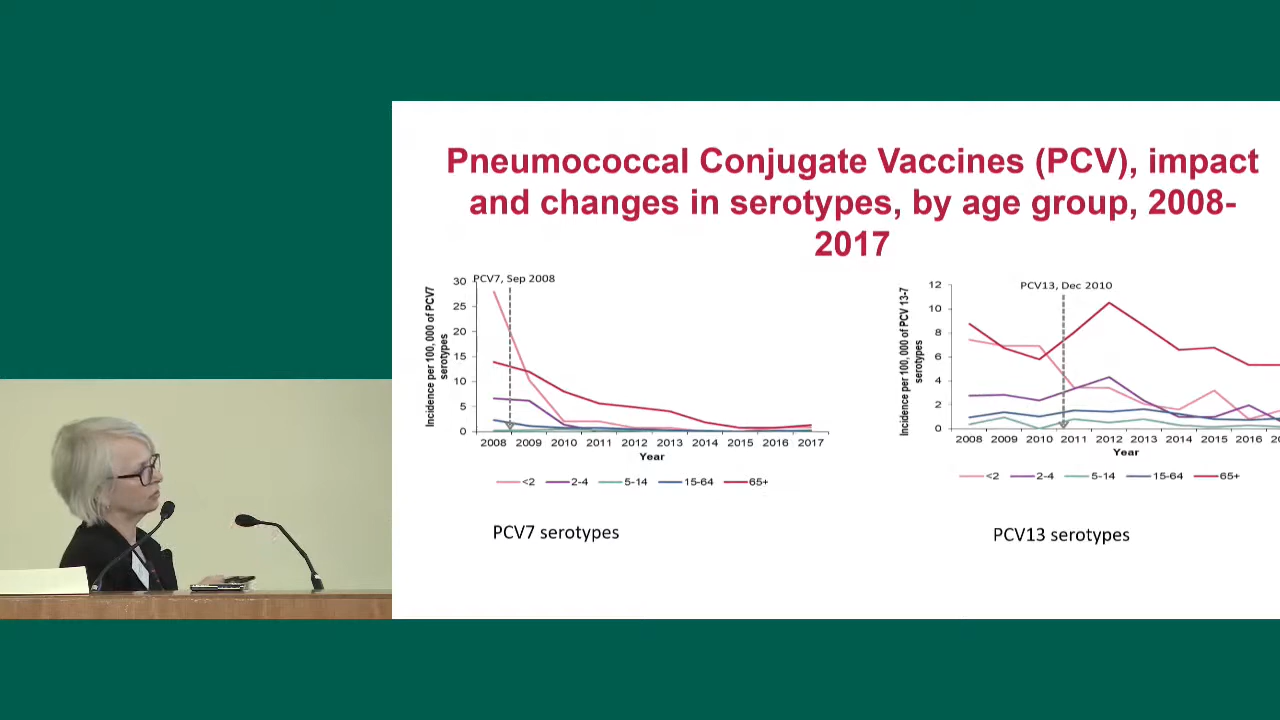 Pneumococcal Conjugate Vaccines (PCV), impact
and changes in serotypes, by age group, 2008-
2017
PCV7, Sep 2008
Incidence per 100,000 of PCV7
serotypes
30
25
20
15
10
5
0
2008 2009 2010 2011 2012 2013 2014 2015 2016 2017
Year
<2 2-4 5-14 15-64 65+
PCV7 serotypes
PCV13, Dec 2010
Incidence per 100,000 of PCV 13-7
serotypes
12
10
8
6
4
2
0
2008 2009 2010 2011 2012 2013 2014 2015 2016 20
Year
<2 2-4 5-14 15-64 65+
PCV13 serotypes